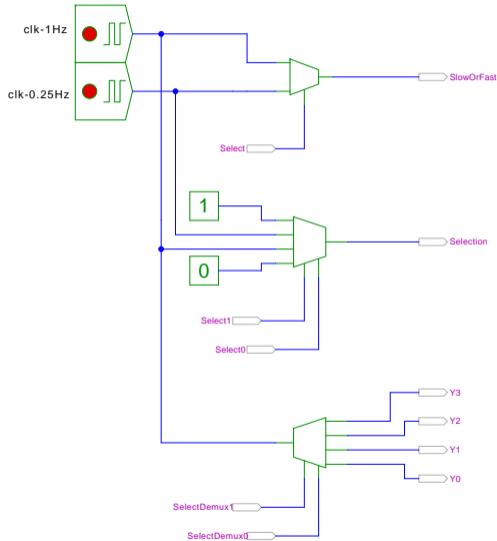 clk-1Hz
SlowOrFast
clk-0.25Hz
Select
1
Selection
0
Select1
Select0
Y3
Y2
Y1
Y0
SelectDemux1
SelectDemux0